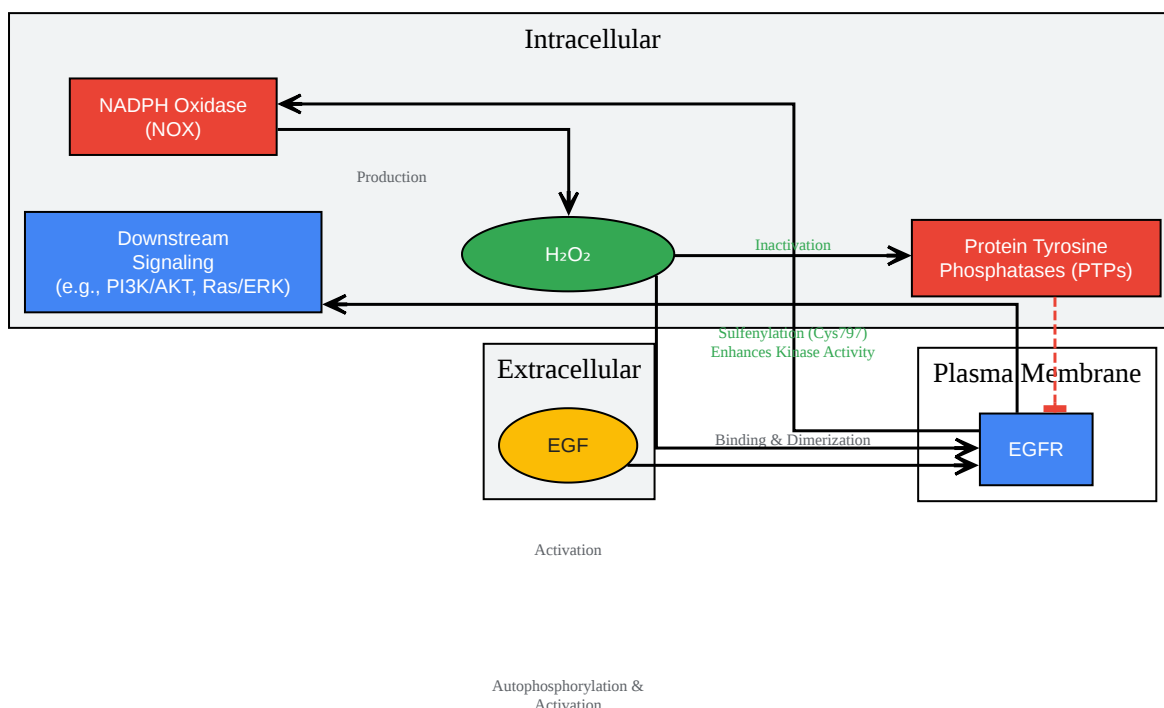 Intracellular
NADPH Oxidase
(NOX)
Production
Downstream
Signaling
(e.g., PI3K/AKT, Ras/ERK)
H₂O₂
Inactivation
Protein Tyrosine
Phosphatases (PTPs)
Sulfenylation (Cys797)
Enhances Kinase Activity
Extracellular
Plasma Membrane
EGF
Binding & Dimerization
EGFR
Activation
Autophosphorylation &
Activation